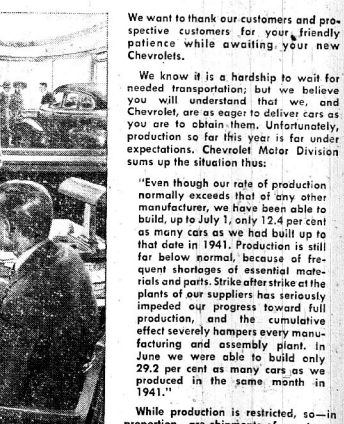 We want to thank our customers and pro-
spective customers for your friendly
patience while awaiting your new
Chevrolets.
We know it is a hardship to wait for
needed transportation; but we believe
you will understand that we, and
Chevrolet, are as eager to deliver cars as
you are to obtain them. Unfortunately,
production so far this year is far under
expectations. Chevrolet Motor Division
sums up the situation thus:
"Even though our rate of production
normally exceeds that of any other
manufacturer, we have been able to
build, up to July 1, only 12.4 per cent
as many cars as we had built up to
that date in 1941. Production is still
far below normal, because of fre-
quent shortages of essential mate-
rials and parts. Strike after strike at the
plants of our suppliers has seriously
impeded our progress toward full
production, and the cumulative
effect severely hampers every manu-
facturing and assembly plant. In
June we were able to build only
29.2 per cent as many cars as we
produced in the same month in
1941."
While production is restricted, so—in
proportion—are shipments of